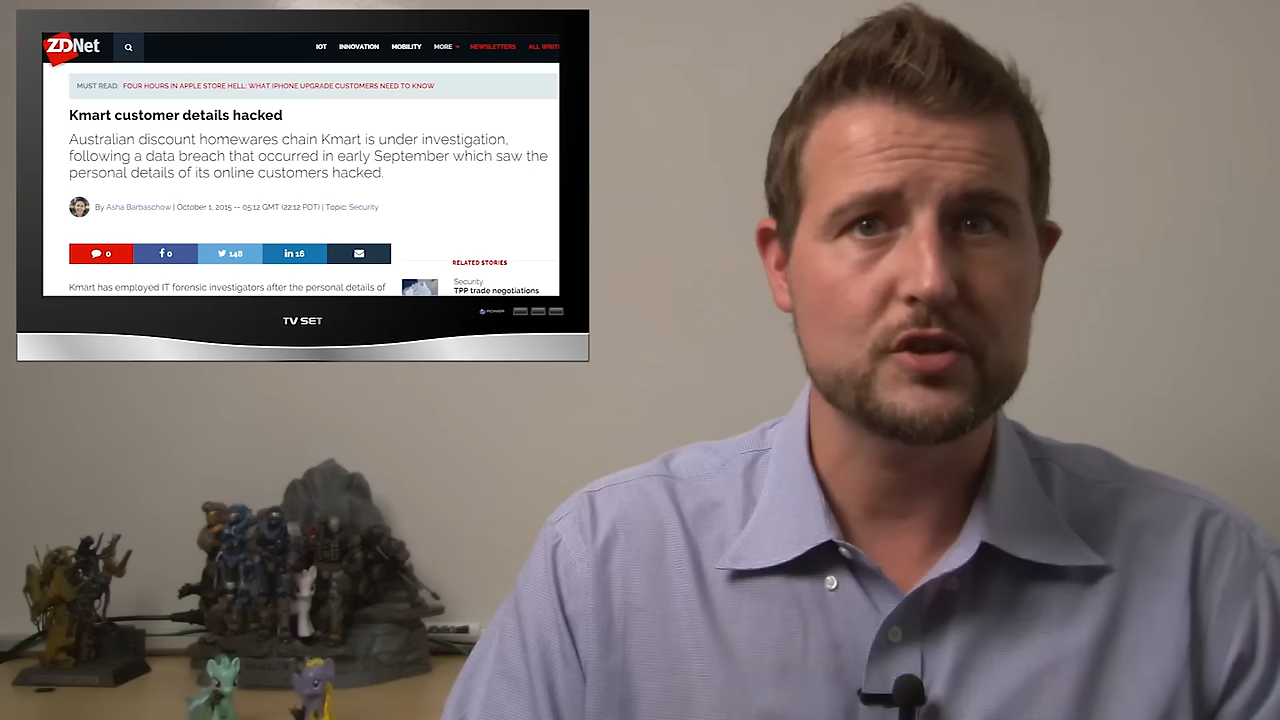 ZDNet
IOT INNOVATION MOBILITY MORE NEWSLETTERS ALL WRIT
MUST READ: FOUR HOURS IN APPLE STORE HELL: WHAT IPHONE UPGRADE CUSTOMERS NEED TO KNOW
Kmart customer details hacked
Australian discount homewares chain Kmart is under investigation,
following a data breach that occurred in early September which saw the
personal details of its online customers hacked.
By Asha Barbaschow | October 1, 2015 -- 05:12 GMT (22:12 PDT) | Topic: Security
0 f 0 148 in 16
RELATED STORIES
Security
TPP trade negotiations
Kmart has employed IT forensic investigators after the personal details of
TV SET
POWER